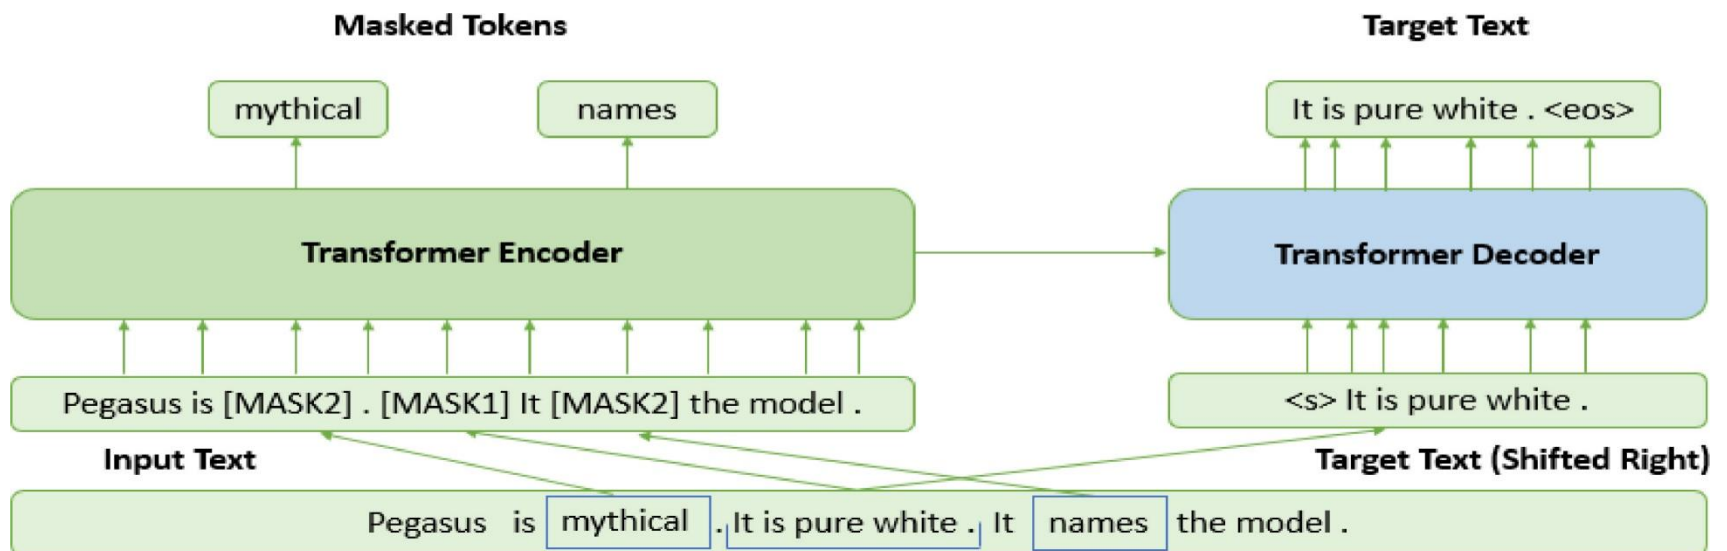 Masked Tokens
Target Text
mythical
names
It is pure white . <eos>
Transformer Encoder
Transformer Decoder
Pegasus is [MASK2] . [MASK1] It [MASK2] the model .
<s> It is pure white .
Input Text
Target Text (Shifted Right)
Pegasus is mythical . It is pure white . It names the model .